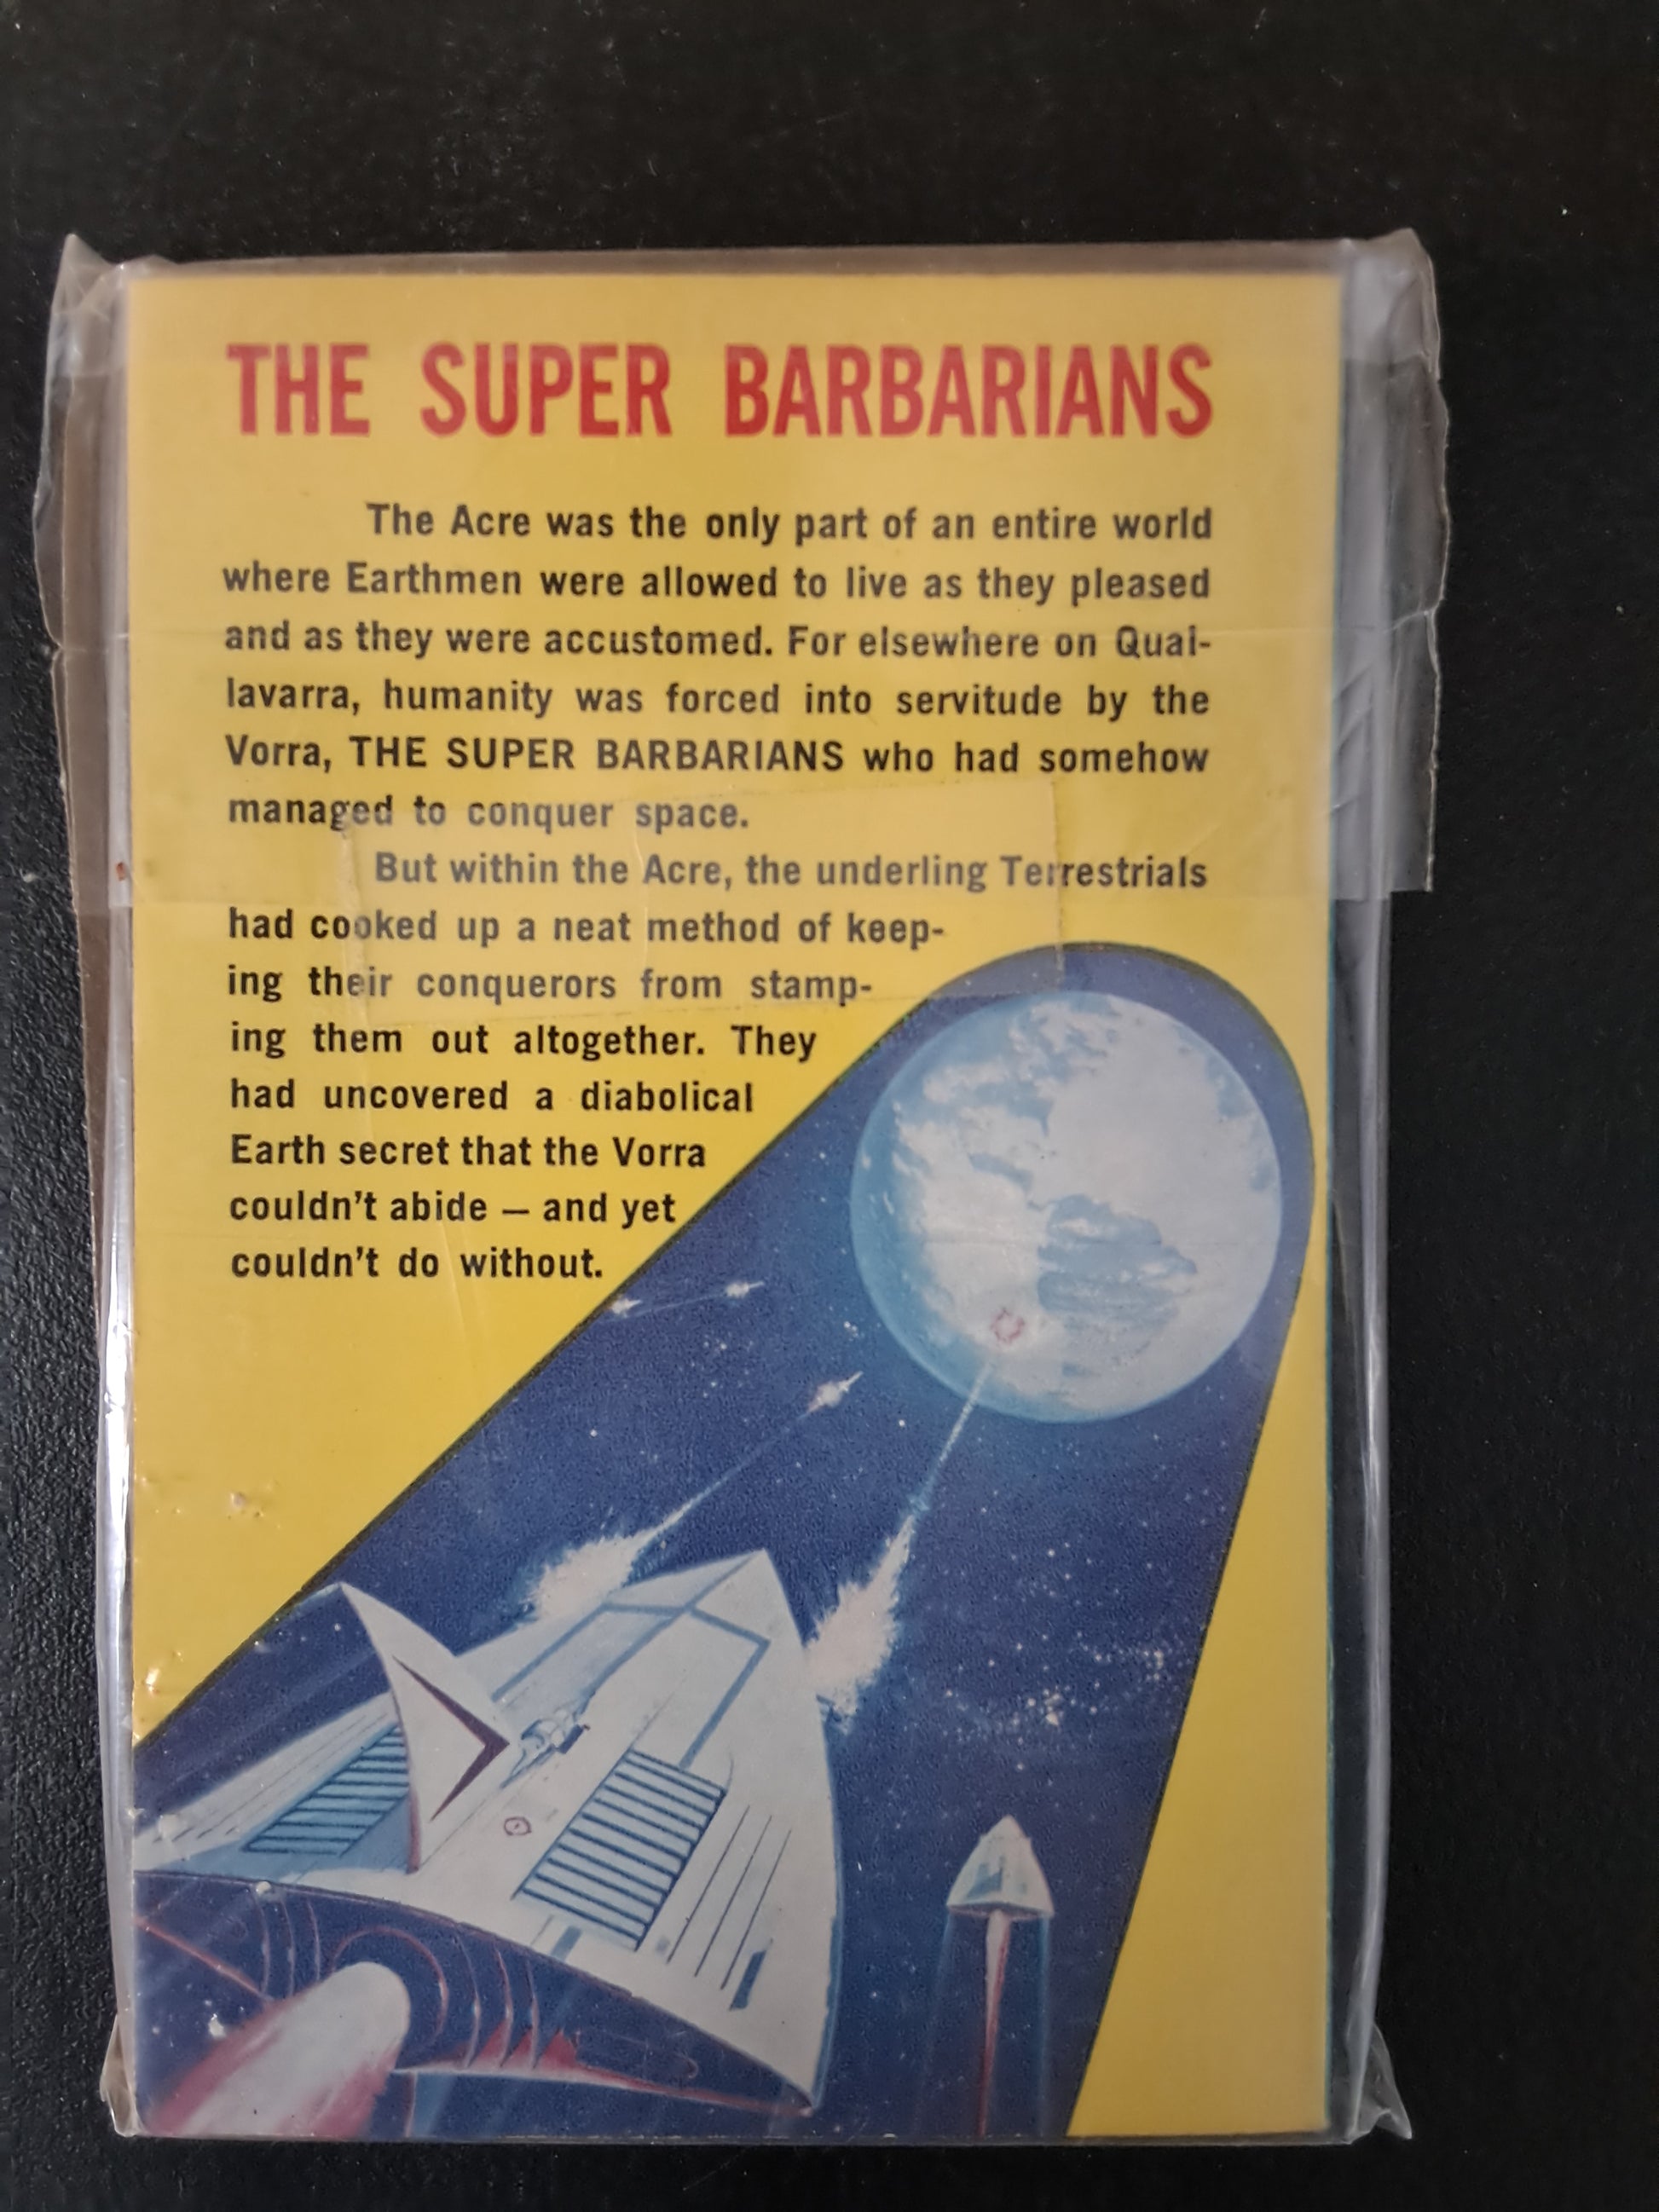 THE SUPER BARBARIANS
The Acre was the only part of an entire world
where Earthmen were allowed to live as they pleased
and as they were accustomed. For elsewhere on Qual-
lavarra, humanity was forced into servitude by the
Vorra, THE SUPER BARBARIANS who had somehow
managed to conquer space.
But within the Acre, the underling Terrestrials
had cooked up a neat method of keep-
ing their conquerors from stamp-
ing them out altogether. They
had uncovered a diabolical
Earth secret that the Vorra
couldn't abide — and yet
couldn't do without.